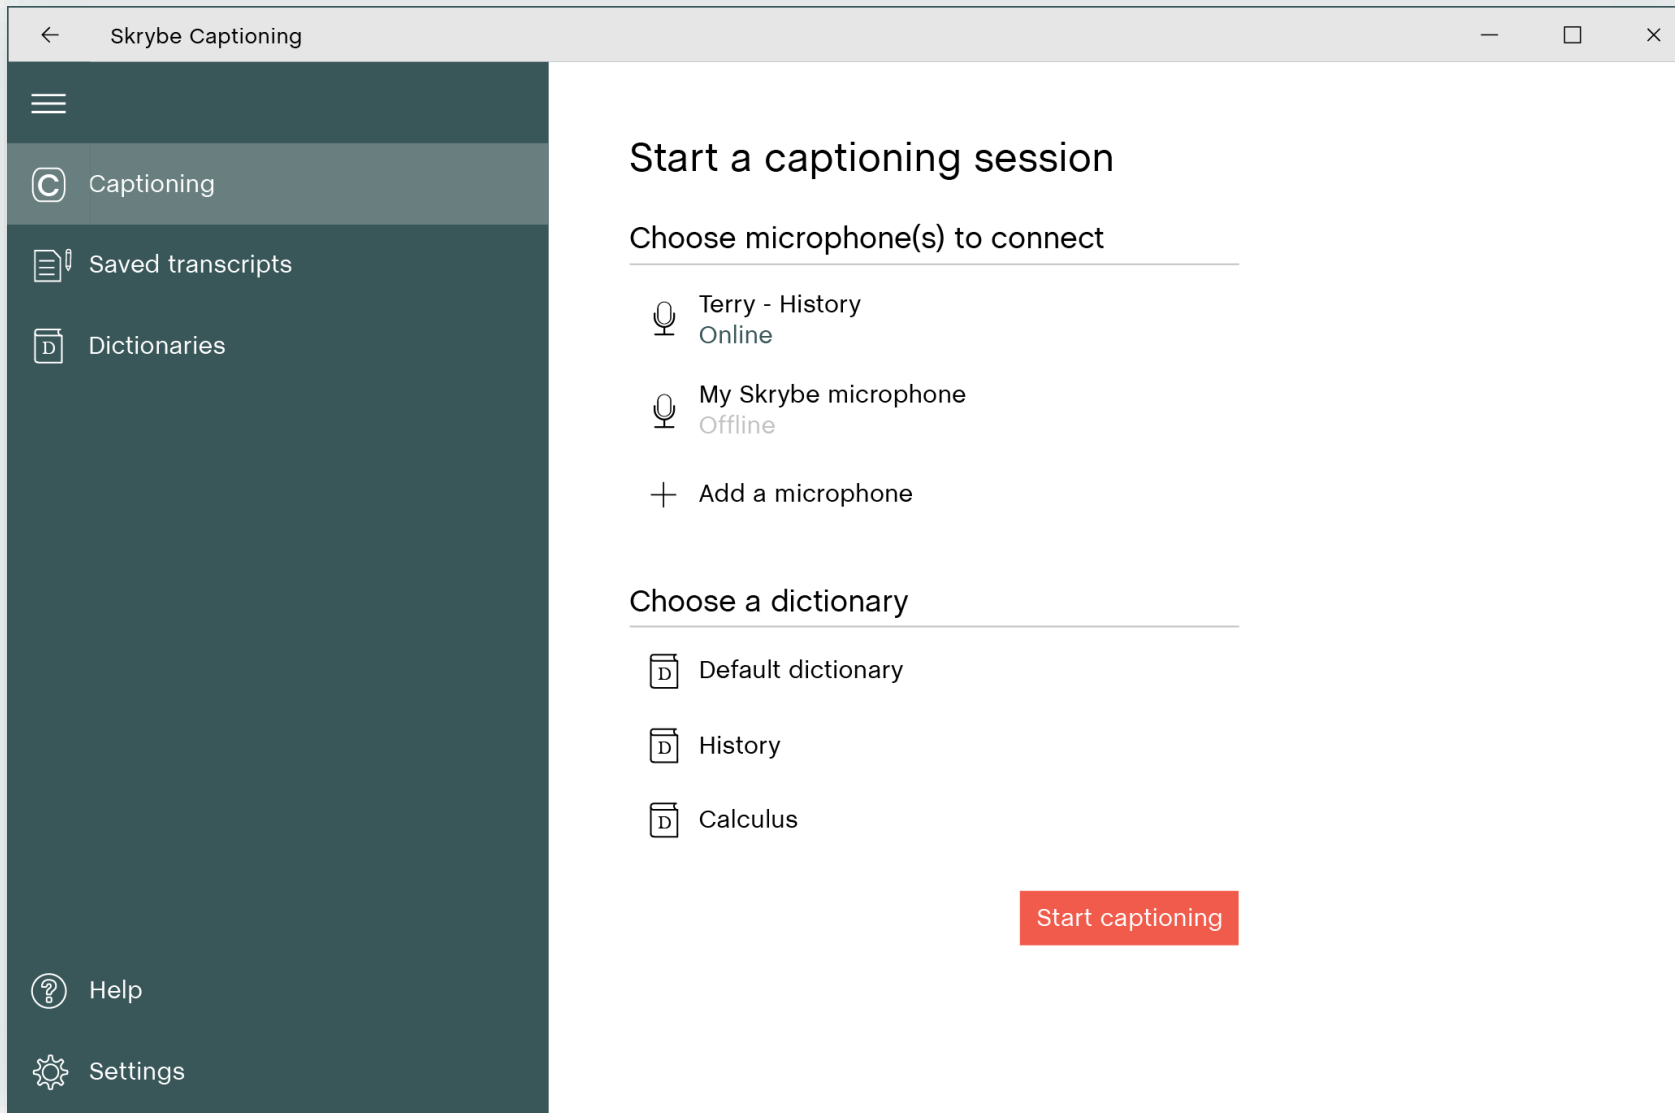 Skrybe Captioning
C Captioning
Saved transcripts
D Dictionaries
Help
Settings
Start a captioning session
Choose microphone(s) to connect
Terry - History
Online
My Skrybe microphone
Offline
Add a microphone
Choose a dictionary
D Default dictionary
D History
D Calculus
Start captioning